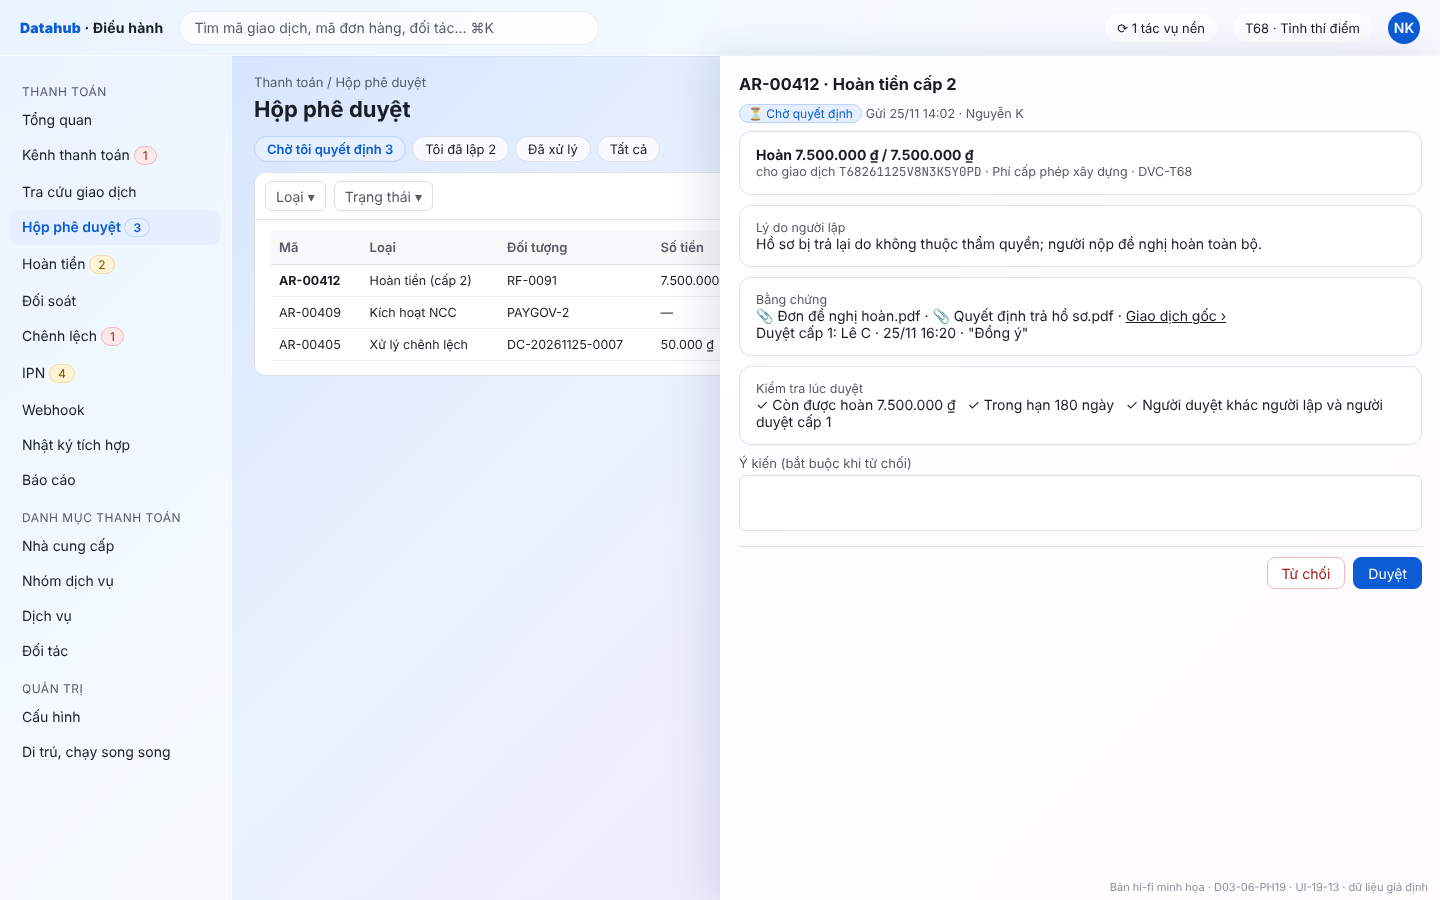 Datahub · Điều hành
Tìm mã giao dịch, mã đơn hàng, đối tác... ⌘K
⟳ 1 tác vụ nền
T68 · Tỉnh thí điểm
NK
THANH TOÁN
Tổng quan
Kênh thanh toán 1
Tra cứu giao dịch
Hộp phê duyệt 3
Hoàn tiền 2
Đối soát
Chênh lệch 1
IPN 4
Webhook
Nhật ký tích hợp
Báo cáo
DANH MỤC THANH TOÁN
Nhà cung cấp
Nhóm dịch vụ
Dịch vụ
Đối tác
QUẢN TRỊ
Cấu hình
Di trú, chạy song song
Thanh toán / Hộp phê duyệt
Hộp phê duyệt
Chờ tôi quyết định 3
Tôi đã lập 2
Đã xử lý
Tất cả
Loại ▾
Trạng thái ▾
Mã Loại Đối tượng Số tiền
AR-00412 Hoàn tiền (cấp 2) RF-0091 7.500.000
AR-00409 Kích hoạt NCC PAYGOV-2 —
AR-00405 Xử lý chênh lệch DC-20261125-0007 50.000 ₫
AR-00412 · Hoàn tiền cấp 2
⏳ Chờ quyết định Gửi 25/11 14:02 · Nguyễn K
Hoàn 7.500.000 ₫ / 7.500.000 ₫
cho giao dịch T68261125V8N3K5Y0PD · Phí cấp phép xây dựng · DVC-T68
Lý do người lập
Hồ sơ bị trả lại do không thuộc thẩm quyền; người nộp đề nghị hoàn toàn bộ.
Bằng chứng
📎 Đơn đề nghị hoàn.pdf · 📎 Quyết định trả hồ sơ.pdf · Giao dịch gốc ›
Duyệt cấp 1: Lê C · 25/11 16:20 · "Đồng ý"
Kiểm tra lúc duyệt
✓ Còn được hoàn 7.500.000 ₫ ✓ Trong hạn 180 ngày ✓ Người duyệt khác người lập và người
duyệt cấp 1
Ý kiến (bắt buộc khi từ chối)
Từ chối
Duyệt
Bản hi-fi minh họa · D03-06-PH19 · UI-19-13 · dữ liệu giả định